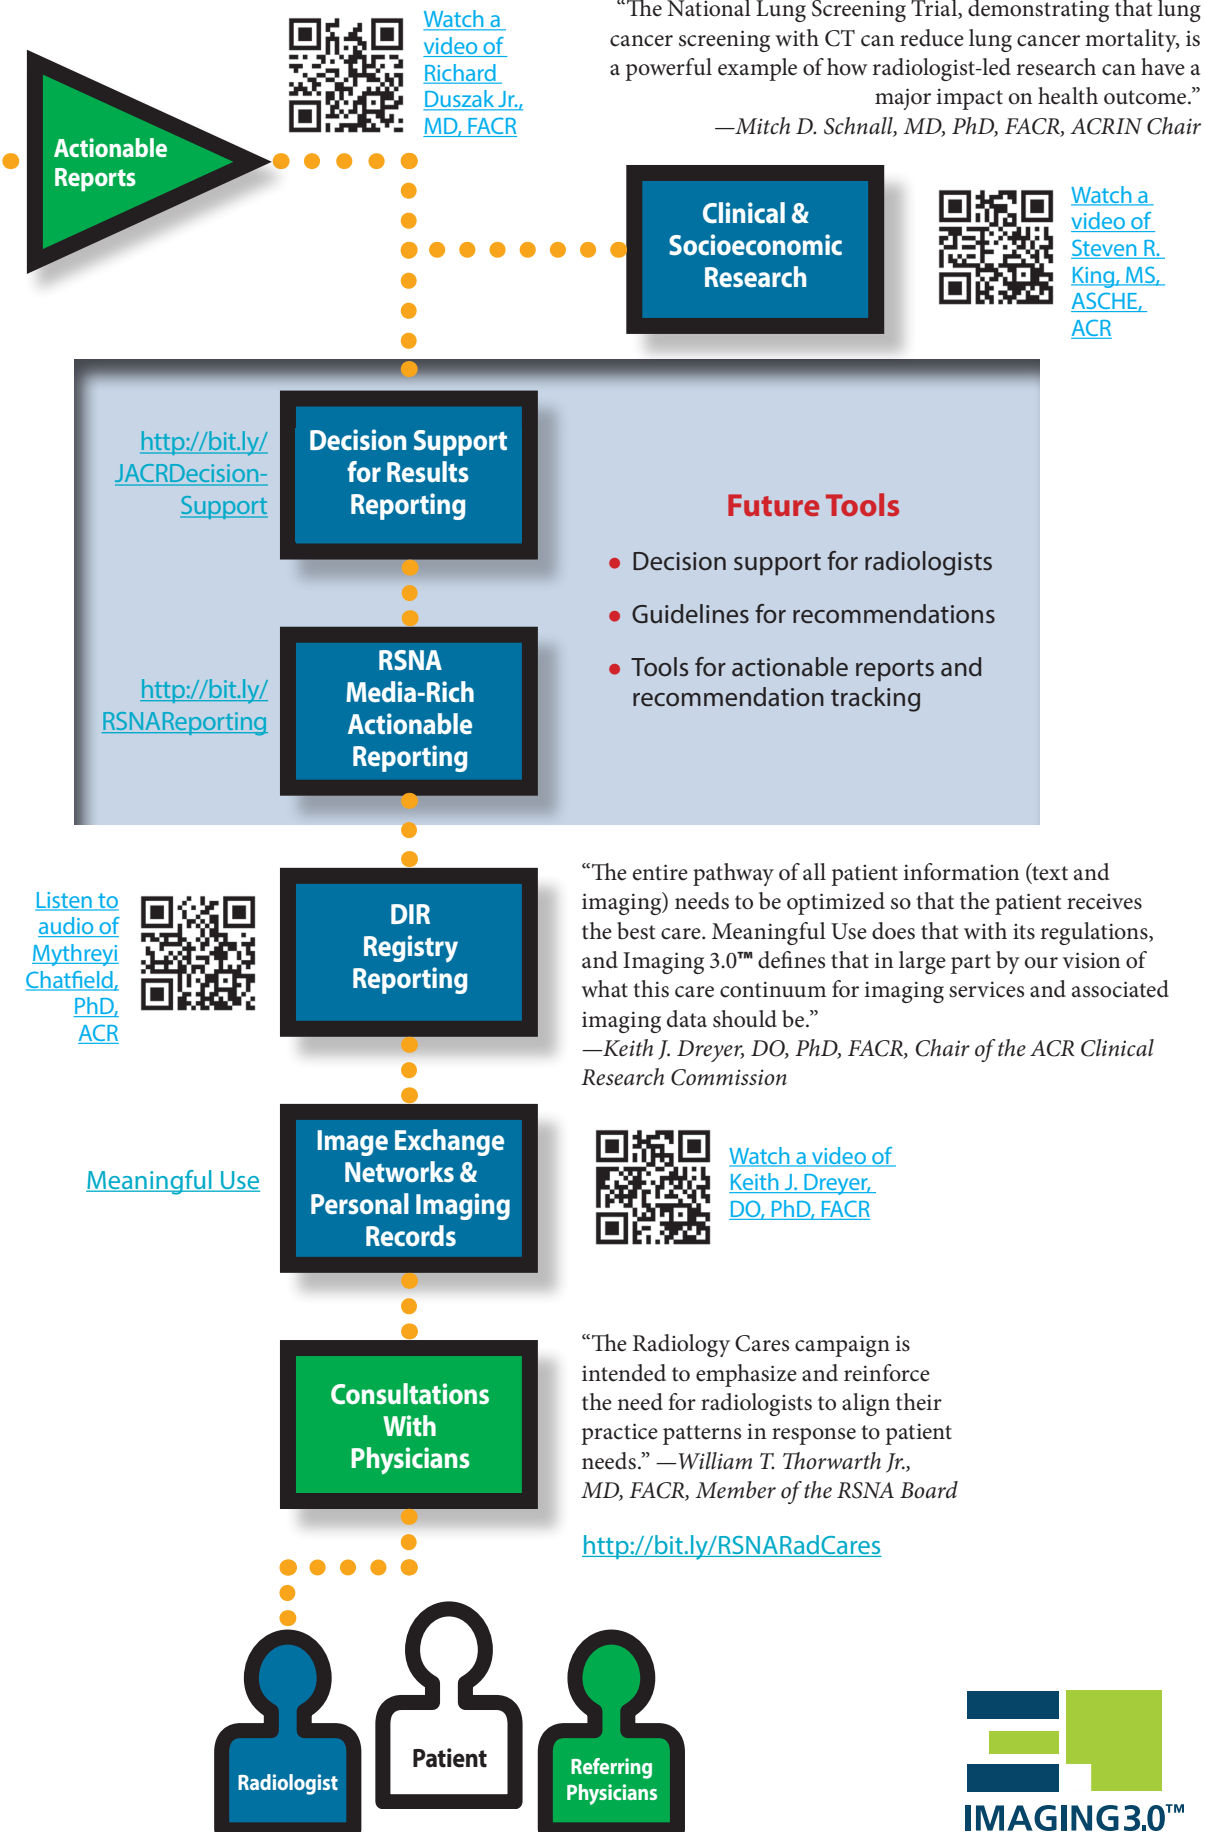 Watch a
video of
Richard
Duszak Jr.,
MD, FACR
“The National Lung Screening Trial, demonstrating that lung
cancer screening with CT can reduce lung cancer mortality, is
a powerful example of how radiologist-led research can have a
major impact on health outcome.”
—Mitch D. Schnall, MD, PhD, FACR, ACRIN Chair
Actionable
Reports
Clinical &
Socioeconomic
Research
Watch a
video of
Steven R.
King, MS,
ASCHE,
ACR
http://bit.ly/
JACRDecision-
Support
Decision Support
for Results
Reporting
Future Tools
• Decision support for radiologists
• Guidelines for recommendations
• Tools for actionable reports and
recommendation tracking
http://bit.ly/
RSNAReporting
RSNA
Media-Rich
Actionable
Reporting
Listen to
audio of
Mythreyi
Chatfield,
PhD,
ACR
DIR
Registry
Reporting
“The entire pathway of all patient information (text and
imaging) needs to be optimized so that the patient receives
the best care. Meaningful Use does that with its regulations,
and Imaging 3.0™ defines that in large part by our vision of
what this care continuum for imaging services and associated
imaging data should be.”
—Keith J. Dreyer, DO, PhD, FACR, Chair of the ACR Clinical
Research Commission
Meaningful Use
Image Exchange
Networks &
Personal Imaging
Records
Watch a video of
Keith J. Dreyer,
DO, PhD, FACR
Consultations
With
Physicians
“The Radiology Cares campaign is
intended to emphasize and reinforce
the need for radiologists to align their
practice patterns in response to patient
needs.” —William T. Thorwarth Jr.,
MD, FACR, Member of the RSNA Board
http://bit.ly/RSNARadCares
Radiologist
Patient
Referring
Physicians
IMAGING3.0™